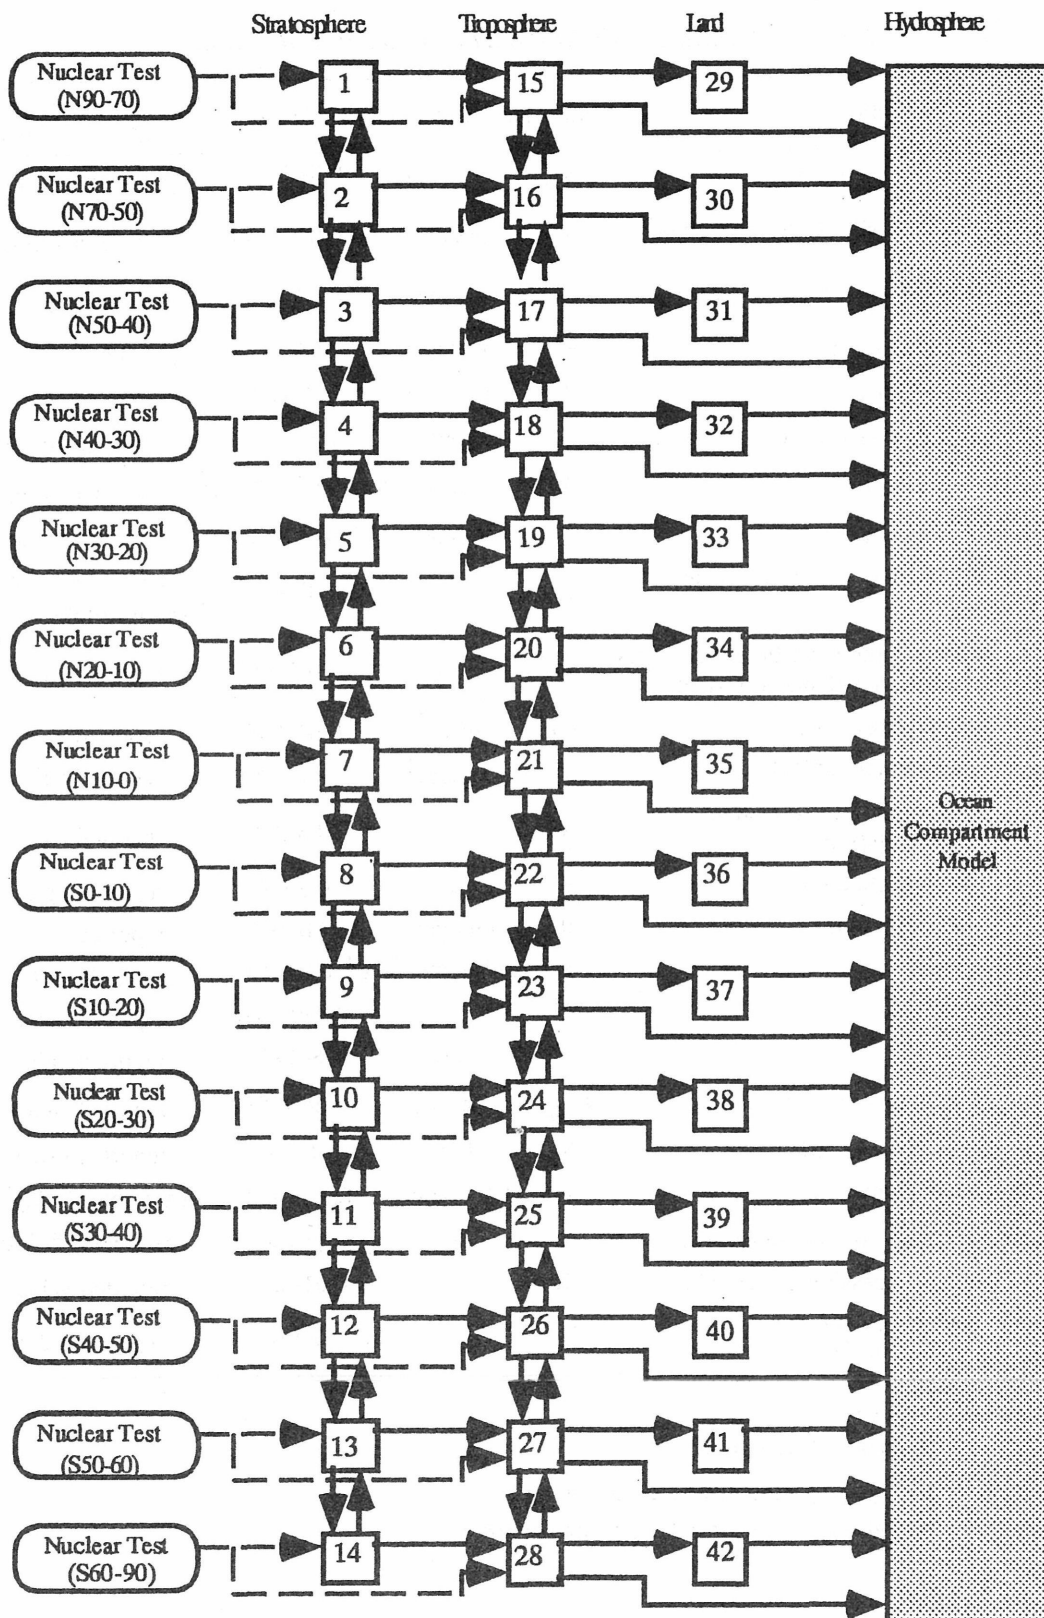 Stratosphere Troposphere Land Hydrosphere
Nuclear Test
(N90-70)
1 15 29
Nuclear Test
(N70-50)
2 16 30
Nuclear Test
(N50-40)
3 17 31
Nuclear Test
(N40-30)
4 18 32
Nuclear Test
(N30-20)
5 19 33
Nuclear Test
(N20-10)
6 20 34
Nuclear Test
(N10-0)
7 21 35
Ocean
Compartment
Model
Nuclear Test
(S0-10)
8 22 36
Nuclear Test
(S10-20)
9 23 37
Nuclear Test
(S20-30)
10 24 38
Nuclear Test
(S30-40)
11 25 39
Nuclear Test
(S40-50)
12 26 40
Nuclear Test
(S50-60)
13 27 41
Nuclear Test
(S60-90)
14 28 42